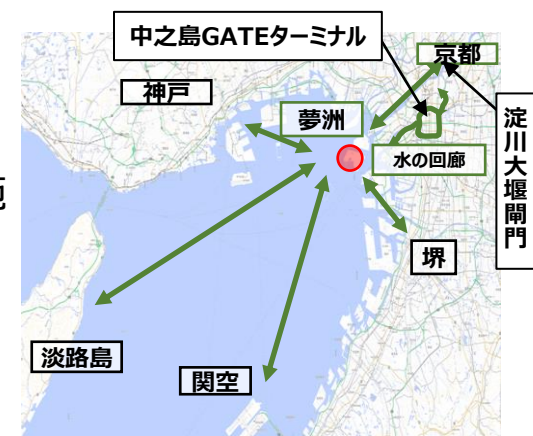 中之島GATEターミナル
京都
神戸
夢洲
淀川大堰閘門
水の回廊
堺
淡路島
関空